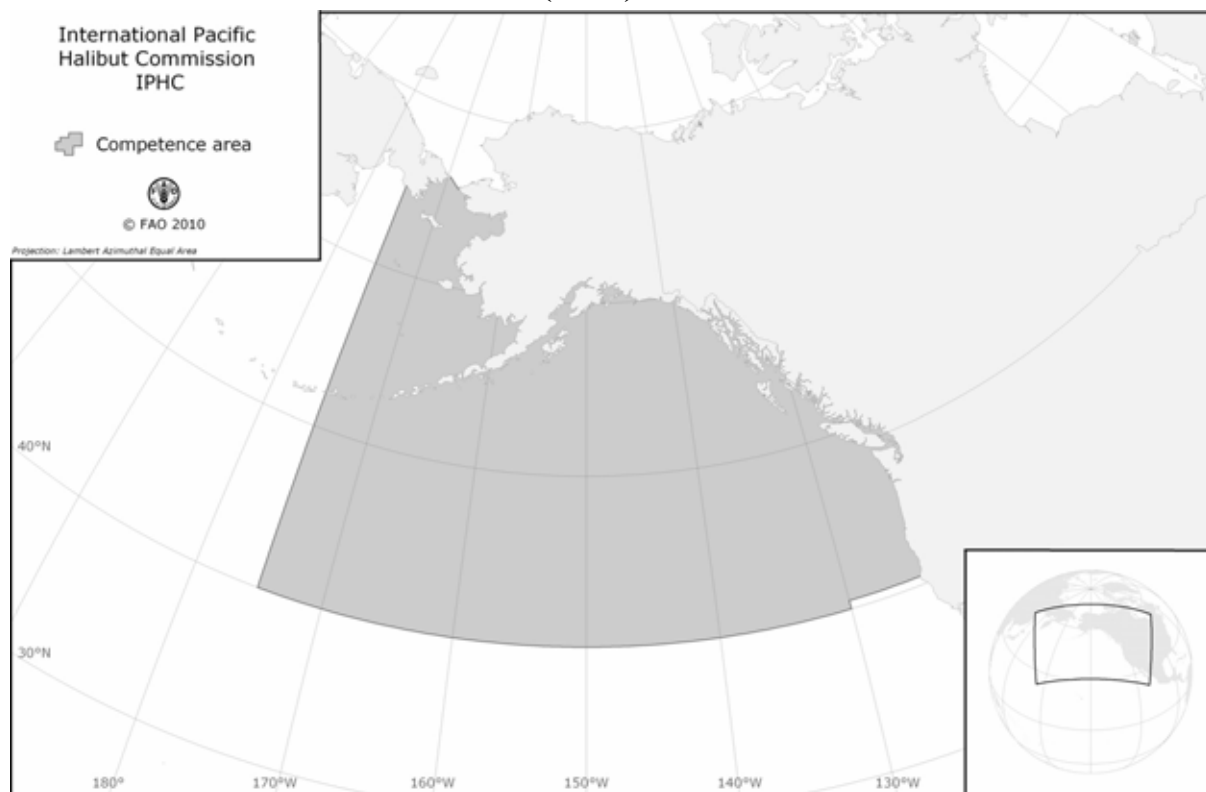 International Pacific
Halibut Commission
IPHC
Competence area
© FAO 2010
Projection: Lambert Azimuthal Equal Area
40°N
30°N
180°
170°W
160°W
150°W
140°W
130°W